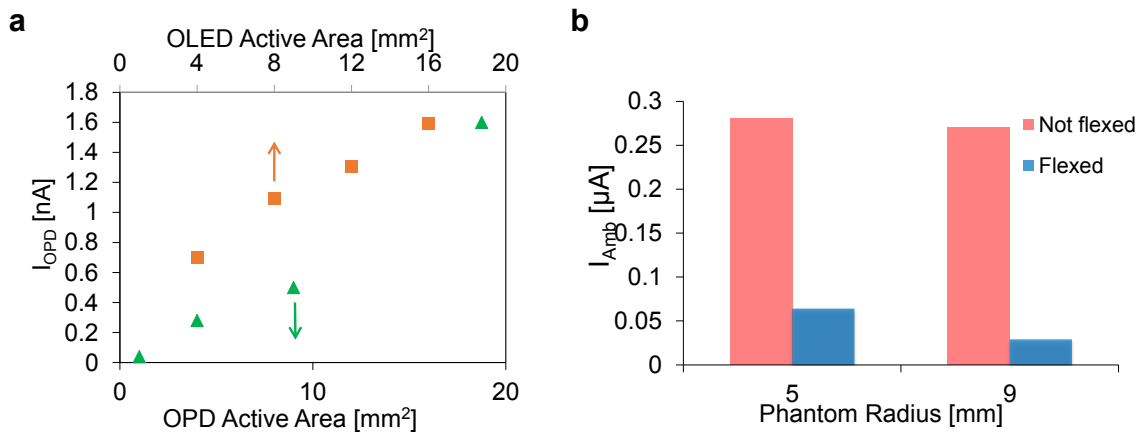 a
OLED Active Area [mm²]
0 4 8 12 16 20
1.8
1.6
1.4
1.2
1
0.8
0.6
0.4
0.2
0
I_OPD [nA]
0 10 20
OPD Active Area [mm²]
b
0.3
0.25
0.2
0.15
0.1
0.05
0
I_Amb [µA]
Not flexed
Flexed
5 9
Phantom Radius [mm]